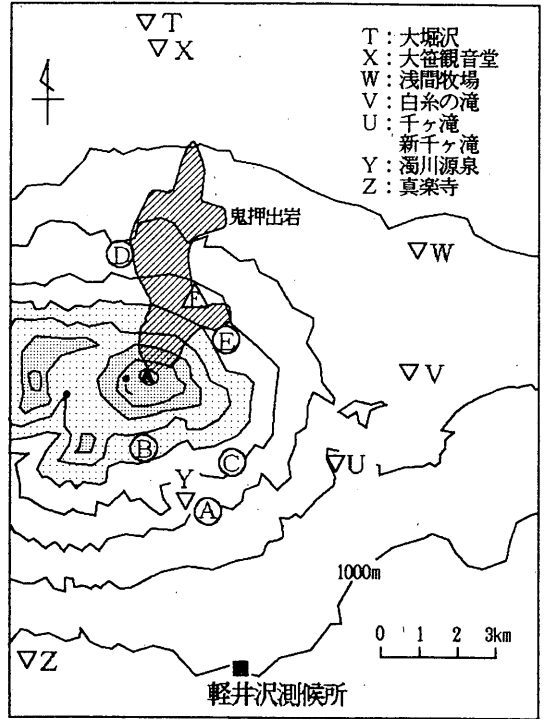 T
X
T：大堀沢
X：大笹観音堂
W：浅間牧場
V：白糸の滝
U：千ヶ滝
新千ヶ滝
Y：濁川源泉
Z：真楽寺
鬼押出岩
D
W
F
E
V
B
C
U
Y
A
1000m
0 1 2 3km
Z
軽井沢測候所